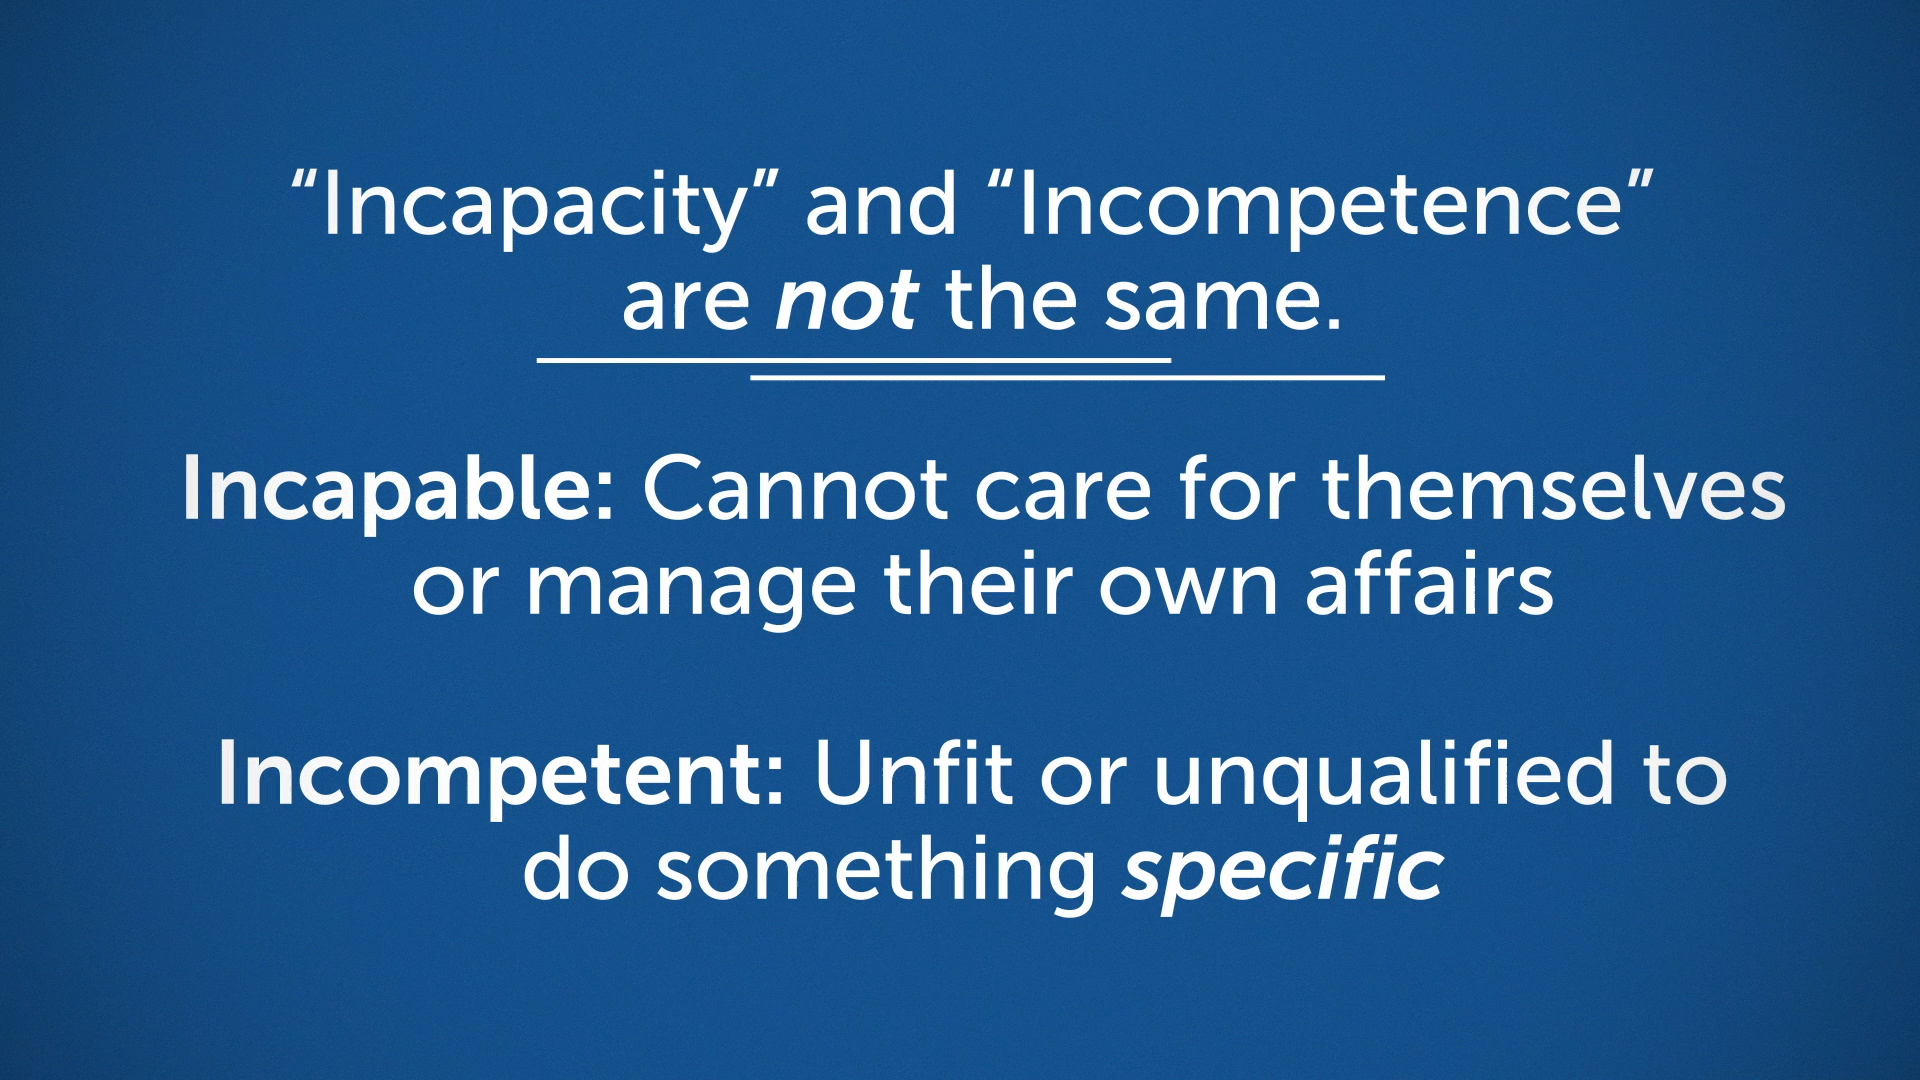 “Incapacity” and “Incompetence”
are not the same.
Incapable: Cannot care for themselves
or manage their own affairs
Incompetent: Unfit or unqualified to
do something specific